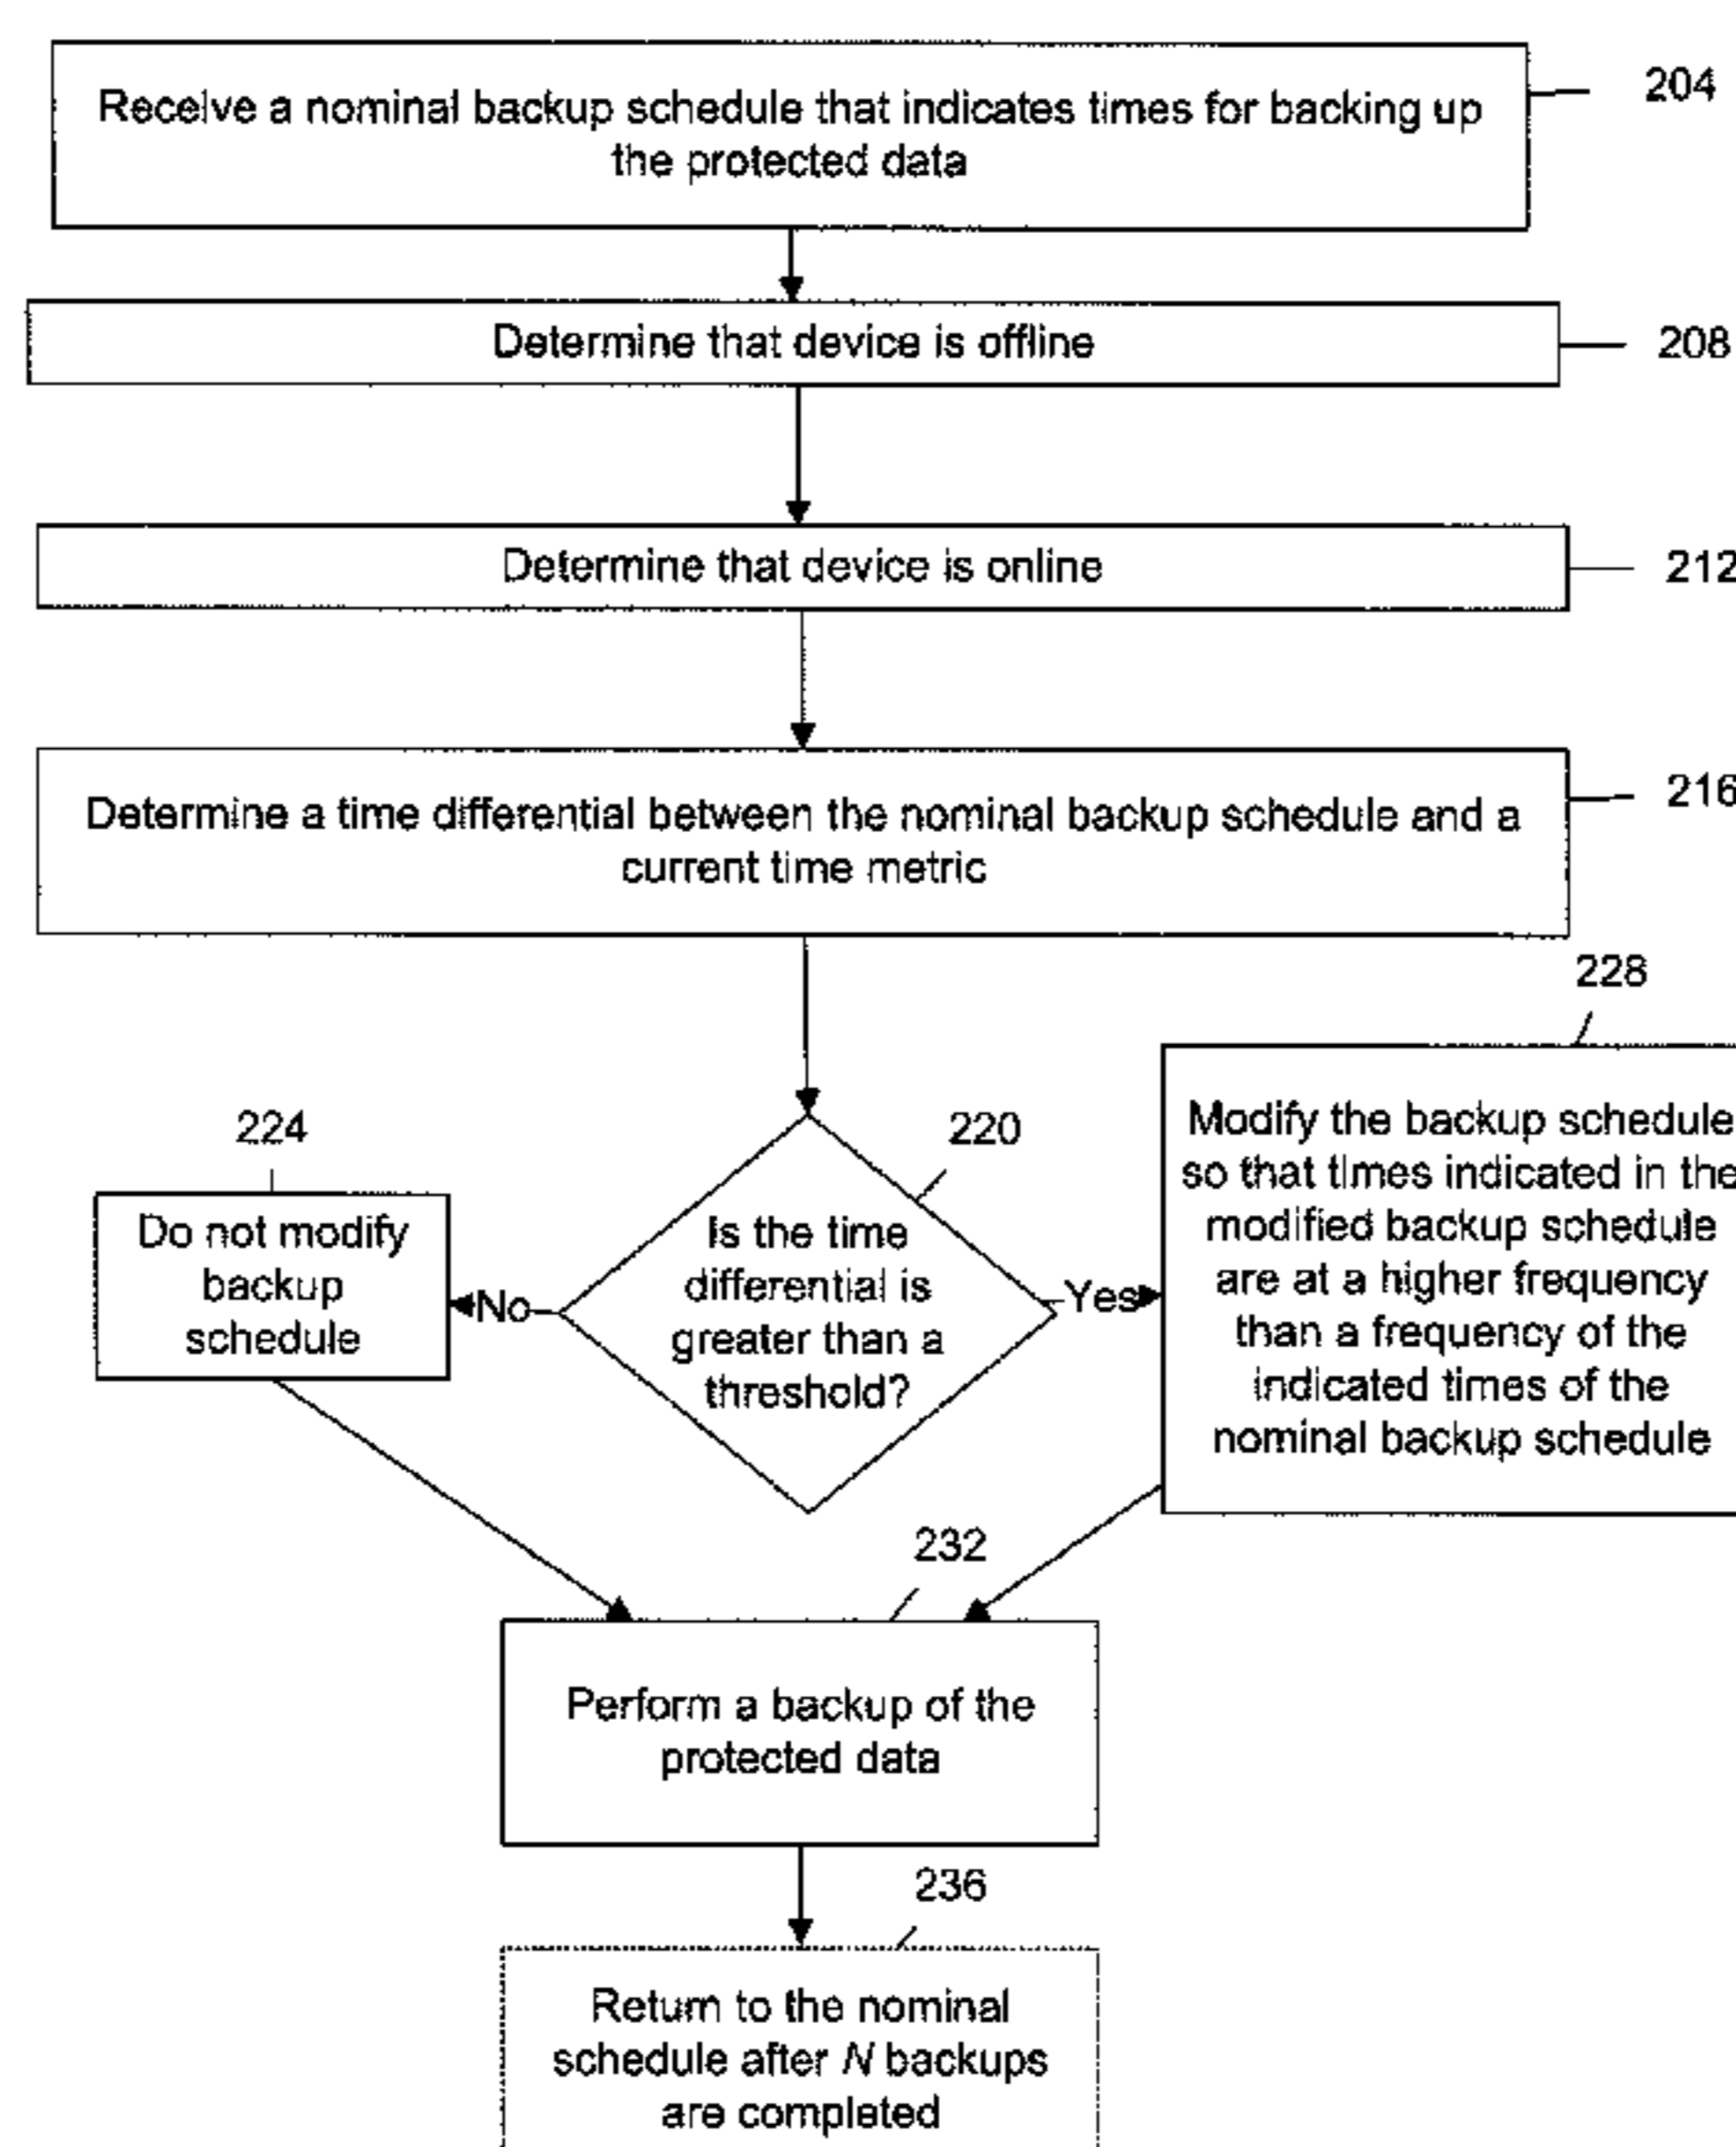 Receive a nominal backup schedule that indicates times for backing up
the protected data
204
Determine that device is offline
208
Determine that device is online
212
Determine a time differential between the nominal backup schedule and a
current time metric
216
228
Modify the backup schedule
so that times indicated in the
modified backup schedule
are at a higher frequency
than a frequency of the
indicated times of the
nominal backup schedule
224
Do not modify
backup
schedule
No
220
Is the time
differential is
greater than a
threshold?
Yes
232
Perform a backup of the
protected data
236
Return to the nominal
schedule after N backups
are completed